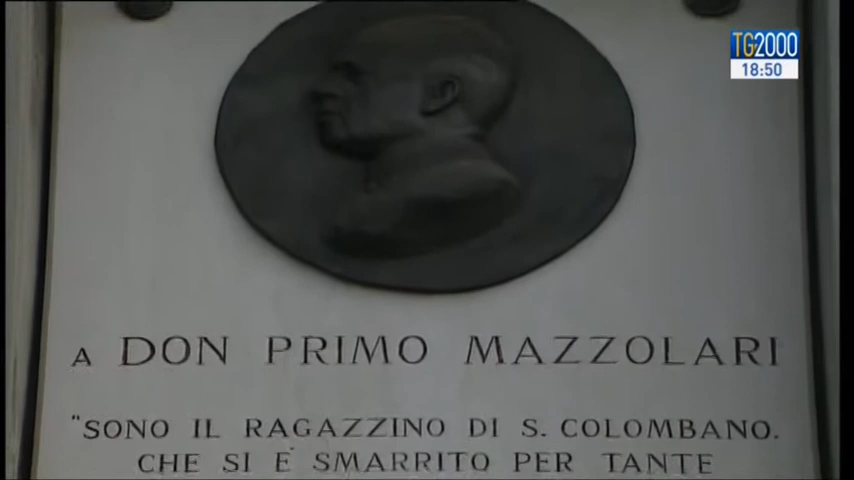 TG2000
18:50
A DON PRIMO MAZZOLARI
"SONO IL RAGAZZINO DI S. COLOMBANO.
CHE SI È SMARRITO PER TANTE